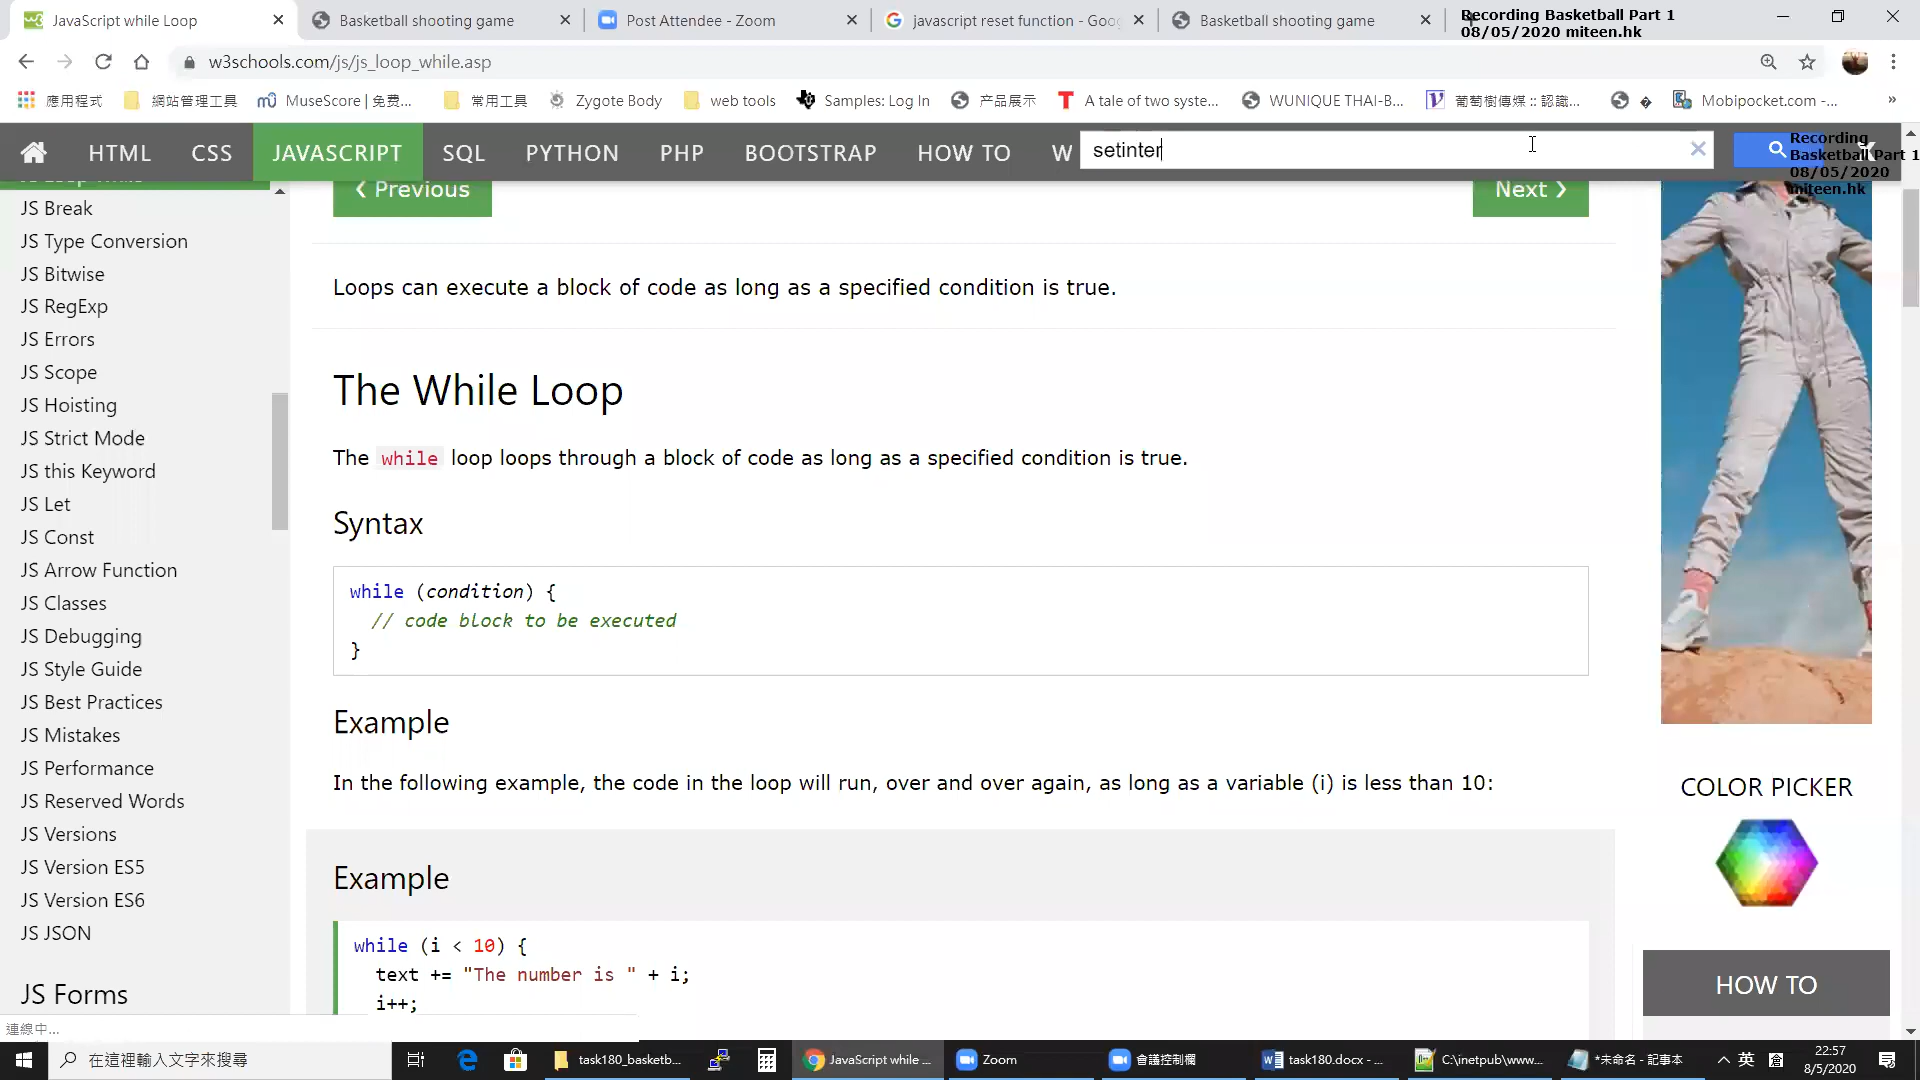 JavaScript while Loop
Basketball shooting game
Post Attendee - Zoom
javascript reset function - Goo
Basketball shooting game
Recording Basketball Part 1
08/05/2020 miteen.hk
w3schools.com/js/js_loop_while.asp
應用程式
網站管理工具
MuseScore | 免费...
常用工具
Zygote Body
web tools
Samples: Log In
产品展示
A tale of two syste...
WUNIQUE THAI-B...
葡萄樹傳媒 :: 認識...
Mobipocket.com -...
»
HTML
CSS
JAVASCRIPT
SQL
PYTHON
PHP
BOOTSTRAP
HOW TO
W
setinter
Recording
Basketball Part 1
08/05/2020
miteen.hk
❮ Previous
Next ❯
JS Loop While
JS Break
JS Type Conversion
JS Bitwise
JS RegExp
JS Errors
JS Scope
JS Hoisting
JS Strict Mode
JS this Keyword
JS Let
JS Const
JS Arrow Function
JS Classes
JS Debugging
JS Style Guide
JS Best Practices
JS Mistakes
JS Performance
JS Reserved Words
JS Versions
JS Version ES5
JS Version ES6
JS JSON
JS Forms
連線中...
Loops can execute a block of code as long as a specified condition is true.
The While Loop
The while loop loops through a block of code as long as a specified condition is true.
Syntax
while (condition) {
// code block to be executed
}
Example
In the following example, the code in the loop will run, over and over again, as long as a variable (i) is less than 10:
Example
while (i < 10) {
text += "The number is " + i;
i++;
COLOR PICKER
HOW TO
在這裡輸入文字來搜尋
task180_basketb...
JavaScript while ...
Zoom
會議控制欄
task180.docx - ...
C:\inetpub\www...
*未命名 - 記事本
英
倉
22:57
8/5/2020